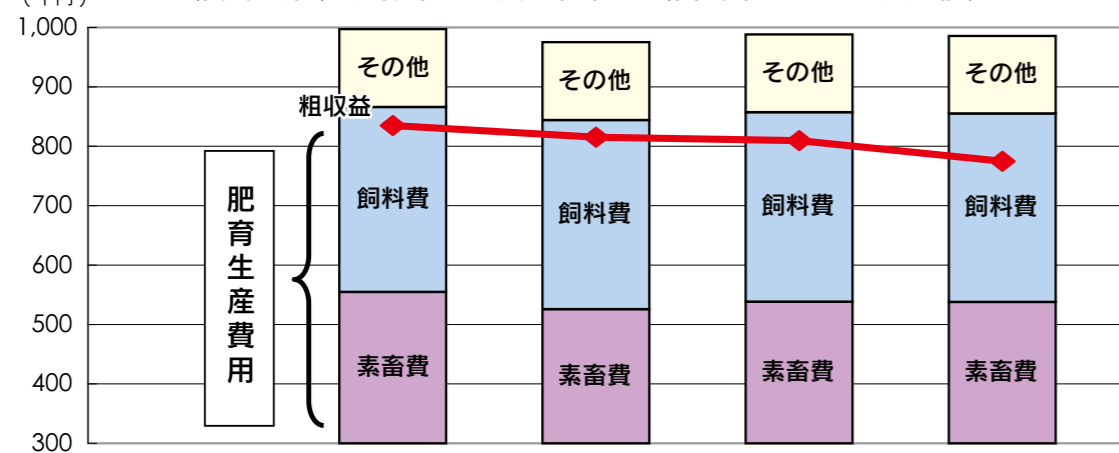 1,000
900
800
700
600
500
400
300
粗収益
肥育生産費用
その他
飼料費
素畜費
その他
飼料費
素畜費
その他
飼料費
素畜費
その他
飼料費
素畜費